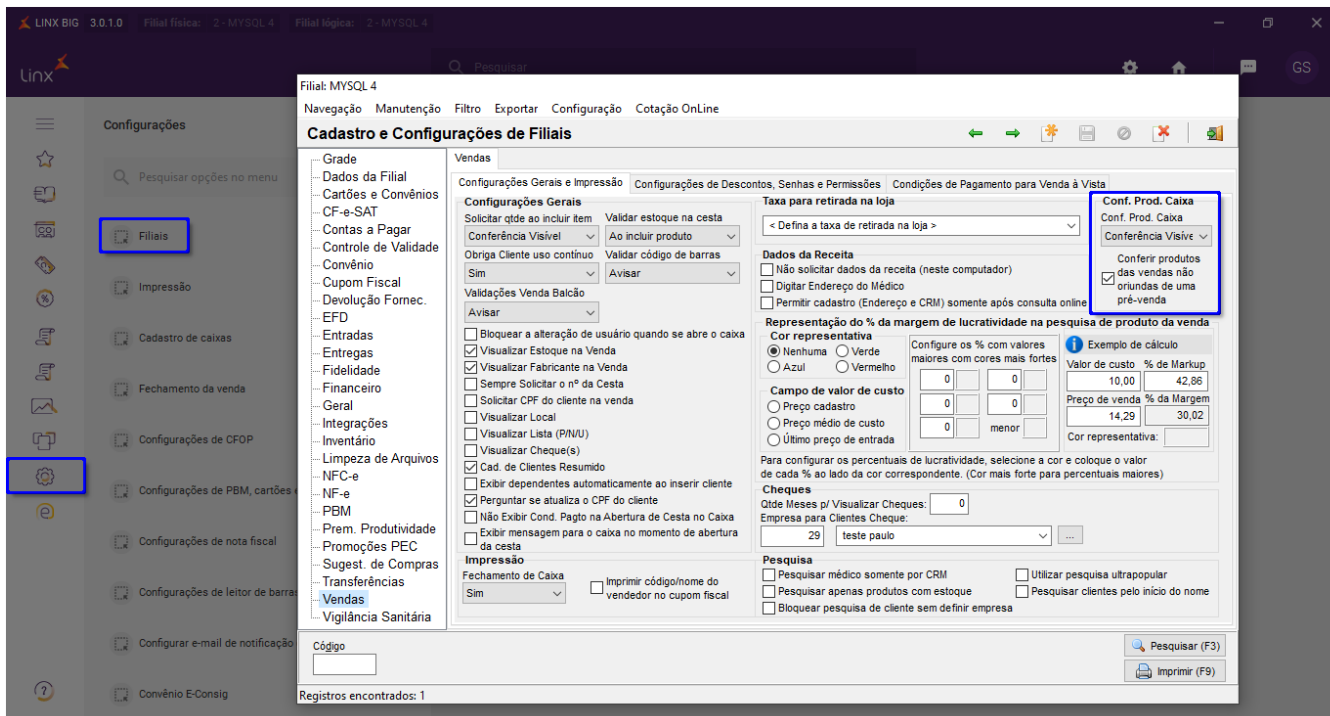 LINX BIG 3.0.1.0 Filial física: 2 - MYSQL 4 Filial lógica: 2 - MYSQL 4
Linx
Pesquisar
GS
Configurações
Pesquisar opções no menu
Filiais
Impressão
Cadastro de caixas
Fechamento da venda
Configurações de CFOP
Configurações de PBM, cartões
Configurações de nota fiscal
Configurações de leitor de barra
Configurar e-mail de notificação
Convênio E-Consig
Filial: MYSQL 4
Navegação Manutenção Filtro Exportar Configuração Cotação OnLine
Cadastro e Configurações de Filiais
Grade
Dados da Filial
Cartões e Convênios
CF-e-SAT
Contas a Pagar
Controle de Validade
Convênio
Cupom Fiscal
Devolução Fornec.
EFD
Entradas
Entregas
Fidelidade
Financeiro
Geral
Integrações
Inventário
Limpeza de Arquivos
NFC-e
NF-e
PBM
Prem. Produtividade
Promoções PEC
Sugest. de Compras
Transferências
Vendas
Vigilância Sanitária
Vendas
Configurações Gerais e Impressão Configurações de Descontos, Senhas e Permissões Condições de Pagamento para Venda à Vista
Configurações Gerais
Solicitar qtde ao incluir item Validar estoque na cesta
Conferência Visível Ao incluir produto
Obriga Cliente uso contínuo Validar código de barras
Sim Avisar
Validações Venda Balcão
Avisar
Bloquear a alteração de usuário quando se abre o caixa
Visualizar Estoque na Venda
Visualizar Fabricante na Venda
Sempre Solicitar o nº da Cesta
Solicitar CPF do cliente na venda
Visualizar Local
Visualizar Lista (P/N/U)
Visualizar Cheque(s)
Cad. de Clientes Resumido
Exibir dependentes automaticamente ao inserir cliente
Perguntar se atualiza o CPF do cliente
Não Exibir Cond. Pagto na Abertura de Cesta no Caixa
Exibir mensagem para o caixa no momento de abertura
da cesta
Impressão
Fechamento de Caixa
Sim
Imprimir código/nome do
vendedor no cupom fiscal
Taxa para retirada na loja
< Defina a taxa de retirada na loja >
Conf. Prod. Caixa
Conf. Prod. Caixa
Conferência Visíve
Conferir produtos
das vendas não
oriundas de uma
pré-venda
Dados da Receita
Não solicitar dados da receita (neste computador)
Digitar Endereço do Médico
Permitir cadastro (Endereço e CRM) somente após consulta online
Representação do % da margem de lucratividade na pesquisa de produto da venda
Cor representativa
Nenhuma Verde
Azul Vermelho
Campo de valor de custo
Preço cadastro
Preço médio de custo
Último preço de entrada
Configure os % com valores
maiores com cores mais fortes
0 0
0 0
0 menor
Exemplo de cálculo
Valor de custo % de Markup
10,00 42,86
Preço de venda % da Margem
14,29 30,02
Cor representativa:
Para configurar os percentuais de lucratividade, selecione a cor e coloque o valor
de cada % ao lado da cor correspondente. (Cor mais forte para percentuais maiores)
Cheques
Qtde Meses p/ Visualizar Cheques: 0
Empresa para Clientes Cheque:
29 teste paulo ...
Pesquisa
Pesquisar médico somente por CRM Utilizar pesquisa ultrapopular
Pesquisar apenas produtos com estoque Pesquisar clientes pelo início do nome
Bloquear pesquisa de cliente sem definir empresa
Código
Pesquisar (F3)
Imprimir (F9)
Registros encontrados: 1